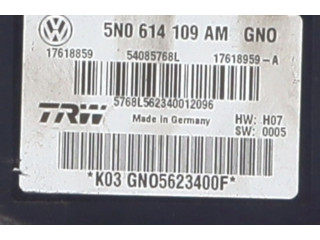 VW 5N0 614 109 AM GNO
17618859 54085768L 17618959-A
5768L562340012096
TRW Made in Germany HW: H07
SW: 0005
*K03 GNO5623400F*